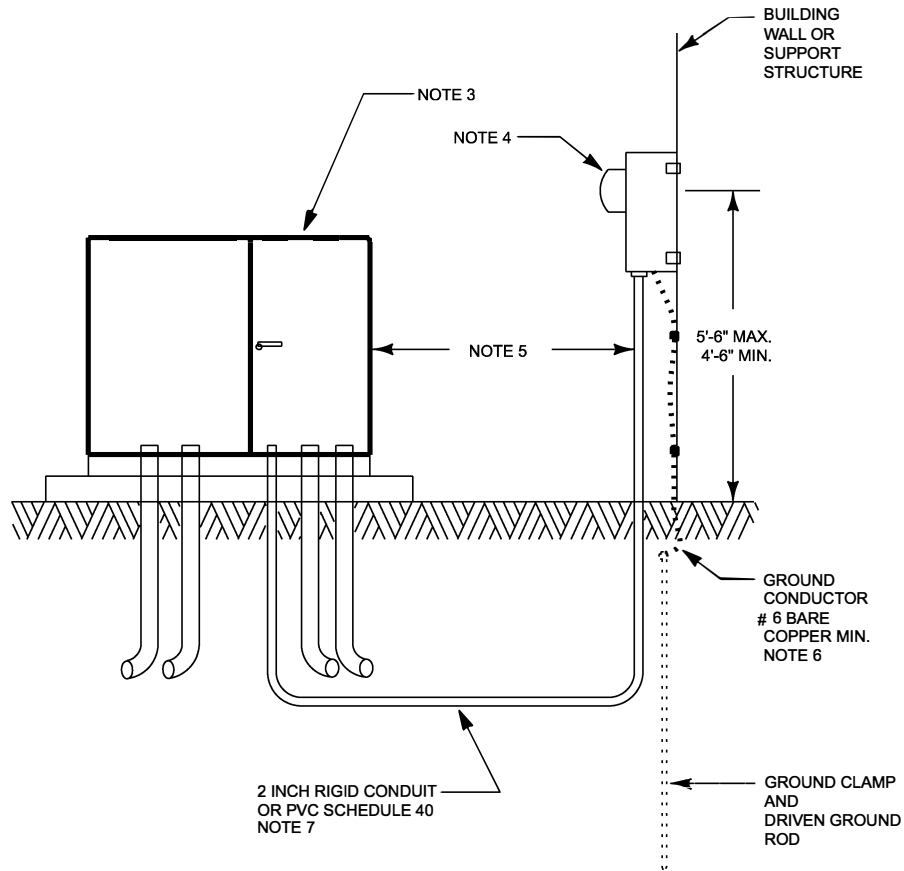 BUILDING
WALL OR
SUPPORT
STRUCTURE
NOTE 3
NOTE 4
NOTE 5
5'-6" MAX.
4'-6" MIN.
GROUND
CONDUCTOR
# 6 BARE
COPPER MIN.
NOTE 6
2 INCH RIGID CONDUIT
OR PVC SCHEDULE 40
NOTE 7
GROUND CLAMP
AND
DRIVEN GROUND
ROD